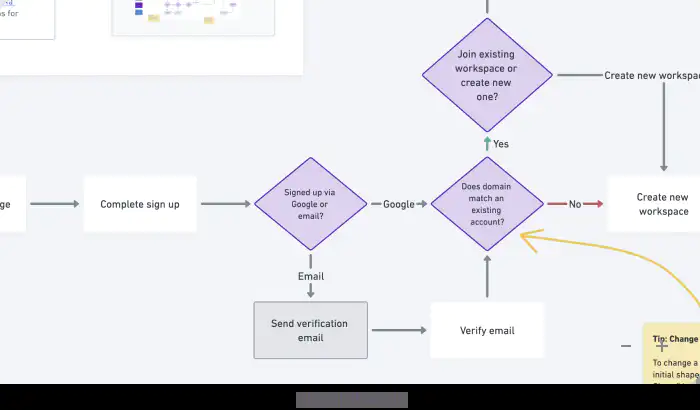 s for
Join existing
workspace or
create new
one?
Create new workspac
Yes
ge
Complete sign up
Signed up via
Google or
email?
Google
Does domain
match an
existing
account?
No
Create new
workspace
Email
Send verification
email
Verify email
Tip: Change
To change a
initial shape